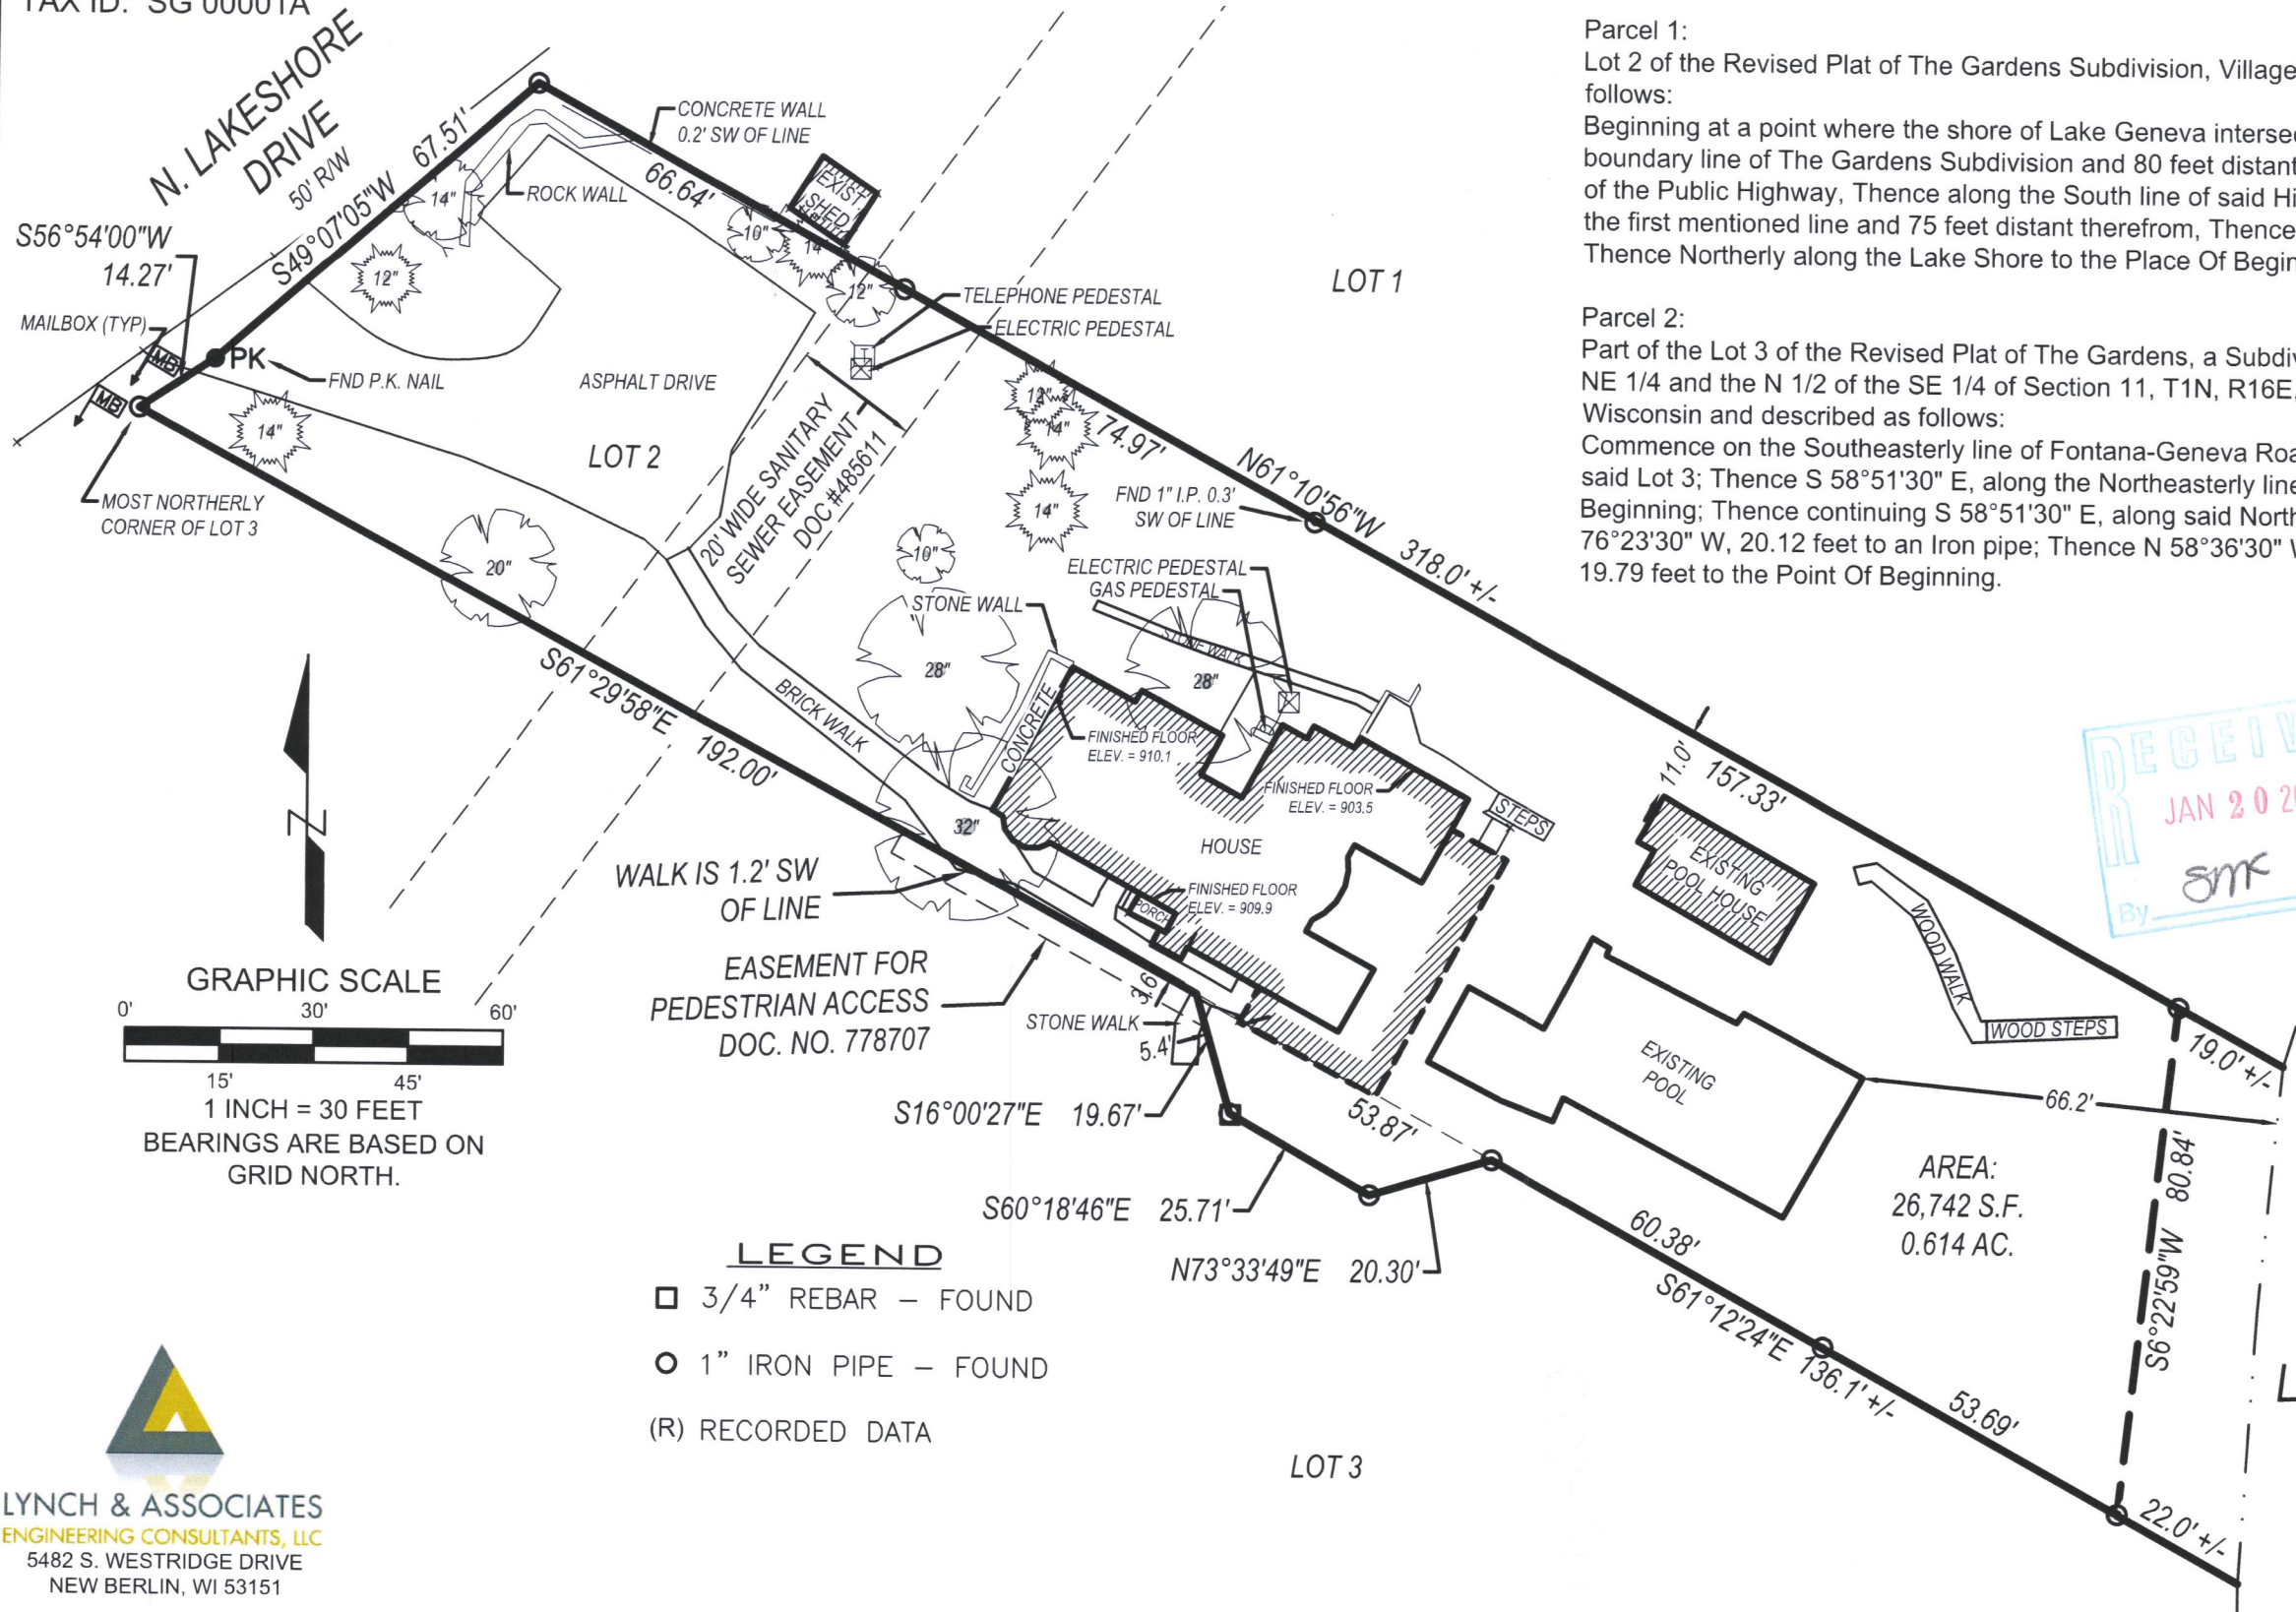 TAX ID: SG 00001A
N. LAKESHORE
DRIVE
50' R/W
S56°54'00"W
14.27'
S49°07'05"W 67.51'
MAILBOX (TYP)
MB
MB
PK
FND P.K. NAIL
MOST NORTHERLY
CORNER OF LOT 3
CONCRETE WALL
0.2' SW OF LINE
ROCK WALL
66.64'
EXIST
SHED
14"
12"
14"
10"
14"
12"
TELEPHONE PEDESTAL
ELECTRIC PEDESTAL
T
LOT 1
ASPHALT DRIVE
LOT 2
20' WIDE SANITARY
SEWER EASEMENT
DOC #485611
12"
14"
14"
74.97'
N61°10'56"W 318.0' +/-
FND 1" I.P. 0.3'
SW OF LINE
20"
10"
ELECTRIC PEDESTAL
GAS PEDESTAL
STONE WALL
STONE WALK
28"
28"
32"
S61°29'58"E 192.00'
BRICK WALK
CONCRETE
FINISHED FLOOR
ELEV. = 910.1
FINISHED FLOOR
ELEV. = 903.5
HOUSE
STEPS
FINISHED FLOOR
ELEV. = 909.9
PORCH
11.0'
157.33'
EXISTING
POOL HOUSE
WOOD WALK
WOOD STEPS
19.0' +/-
WALK IS 1.2' SW
OF LINE
EASEMENT FOR
PEDESTRIAN ACCESS
DOC. NO. 778707
3.6'
STONE WALK
5.4'
S16°00'27"E 19.67'
53.87'
S60°18'46"E 25.71'
N73°33'49"E 20.30'
EXISTING
POOL
66.2'
AREA:
26,742 S.F.
0.614 AC.
S6°22'59"W 80.84'
60.38'
S61°12'24"E 136.1' +/-
53.69'
22.0' +/-
LOT 3
Parcel 1:
Lot 2 of the Revised Plat of The Gardens Subdivision, Village
follows:
Beginning at a point where the shore of Lake Geneva interse
boundary line of The Gardens Subdivision and 80 feet distant
of the Public Highway, Thence along the South line of said Hi
the first mentioned line and 75 feet distant therefrom, Thence
Thence Northerly along the Lake Shore to the Place Of Begin
Parcel 2:
Part of the Lot 3 of the Revised Plat of The Gardens, a Subdiv
NE 1/4 and the N 1/2 of the SE 1/4 of Section 11, T1N, R16E,
Wisconsin and described as follows:
Commence on the Southeasterly line of Fontana-Geneva Roa
said Lot 3; Thence S 58°51'30" E, along the Northeasterly line
Beginning; Thence continuing S 58°51'30" E, along said North
76°23'30" W, 20.12 feet to an Iron pipe; Thence N 58°36'30" W
19.79 feet to the Point Of Beginning.
RECEIV
JAN 20 20
By smk
N
GRAPHIC SCALE
0' 30' 60'
15' 45'
1 INCH = 30 FEET
BEARINGS ARE BASED ON
GRID NORTH.
LEGEND
3/4" REBAR – FOUND
1" IRON PIPE – FOUND
(R) RECORDED DATA
LYNCH & ASSOCIATES
ENGINEERING CONSULTANTS, LLC
5482 S. WESTRIDGE DRIVE
NEW BERLIN, WI 53151